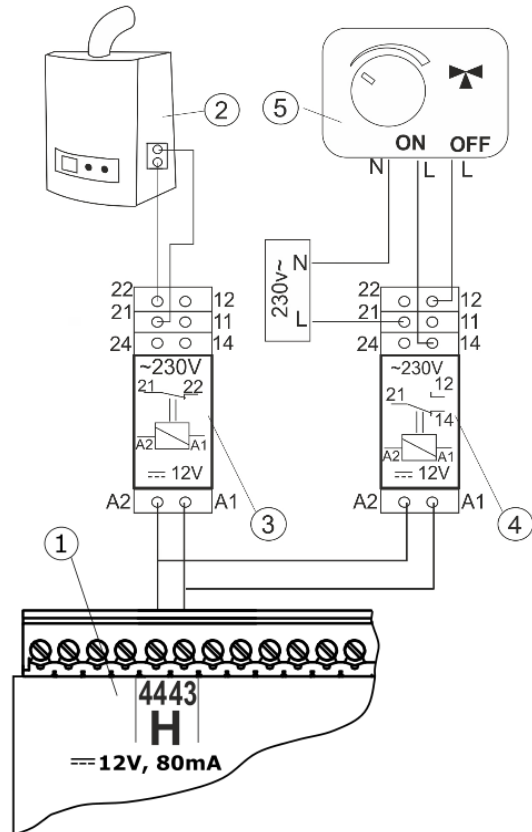 2
5
ON OFF
N L L
230v~ N
L
22 12
21 11
24 14
~230V
21 22
A2 A1
⎓ 12V
A2 A1
3
22 12
21 11
24 14
~230V
12
21
14
A2 A1
⎓ 12V
A2 A1
4
1
4443
H
⎓ 12V, 80mA